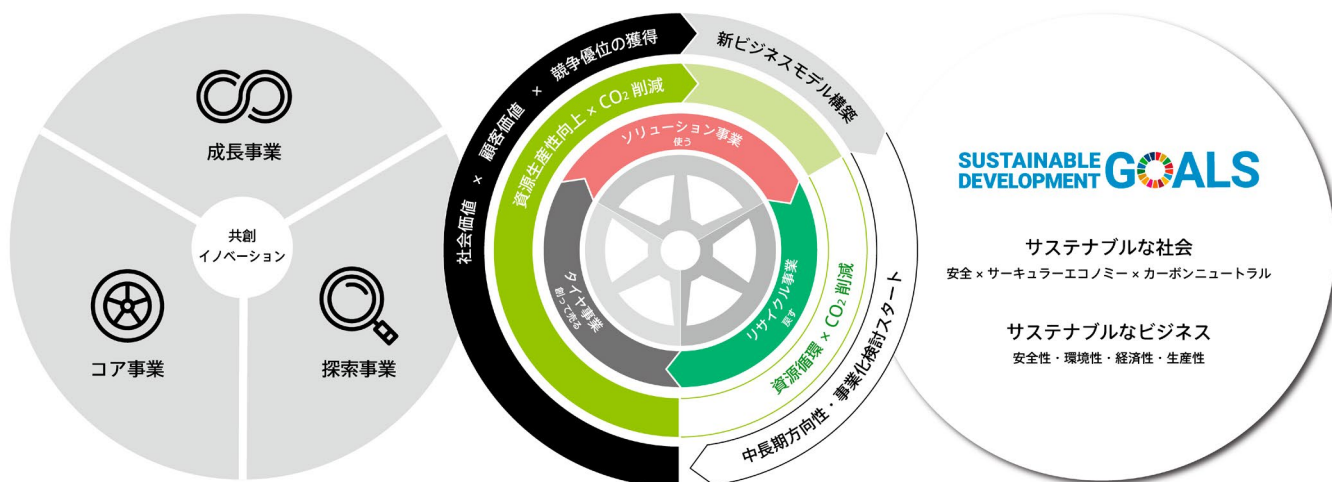 成長事業
共創
イノベーション
コア事業
探索事業
社会価値 × 顧客価値 × 競争優位の獲得
新ビジネスモデル構築
中長期方向性・事業化検討スタート
資源生産性向上 × CO₂ 削減
資源循環 × CO₂ 削減
ソリューション事業
使う
タイヤ事業
創って売る
リサイクル事業
戻す
SUSTAINABLE
DEVELOPMENT
GOALS
サステナブルな社会
安全 × サーキュラーエコノミー × カーボンニュートラル
サステナブルなビジネス
安全性・環境性・経済性・生産性